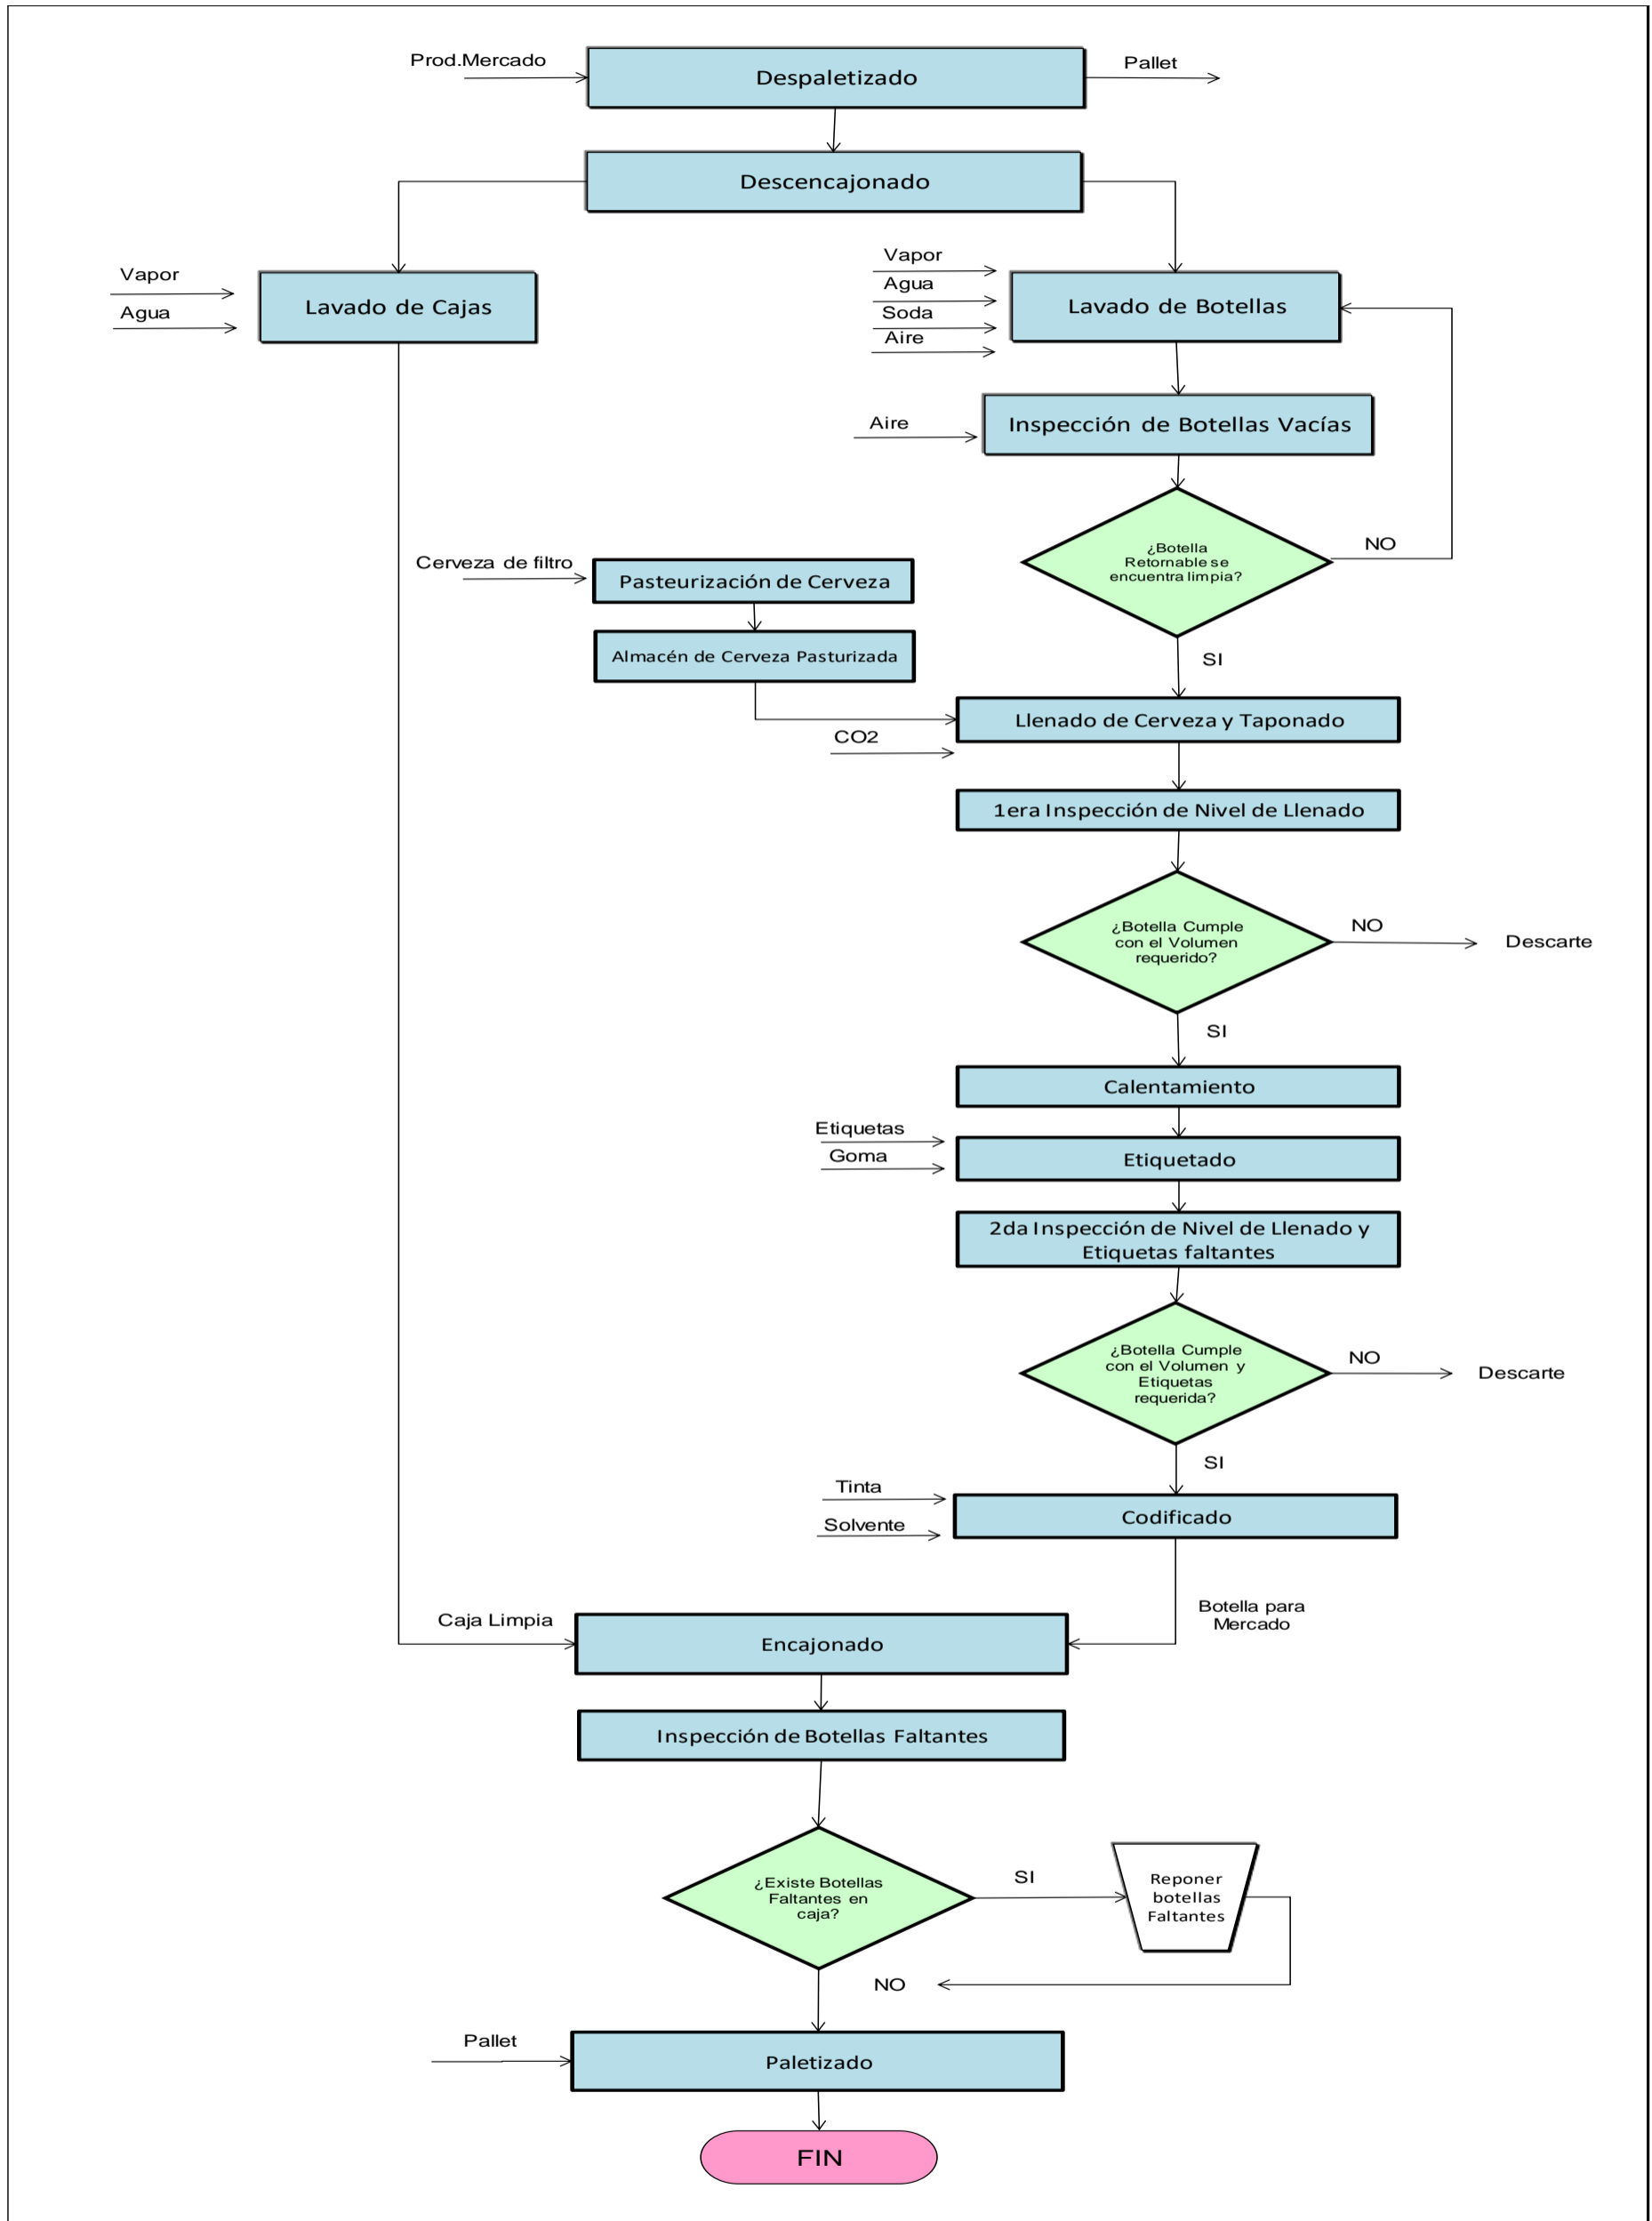 Prod.Mercado
Despaletizado
Pallet
Descencajonado
Vapor
Agua
Lavado de Cajas
Vapor
Agua
Soda
Aire
Lavado de Botellas
Aire
Inspección de Botellas Vacías
¿Botella
Retornable se
encuentra limpia?
NO
SI
Cerveza de filtro
Pasteurización de Cerveza
Almacén de Cerveza Pasturizada
CO2
Llenado de Cerveza y Taponado
1era Inspección de Nivel de Llenado
¿Botella Cumple
con el Volumen
requerido?
NO
Descarte
SI
Calentamiento
Etiquetas
Goma
Etiquetado
2da Inspección de Nivel de Llenado y
Etiquetas faltantes
¿Botella Cumple
con el Volumen y
Etiquetas
requerida?
NO
Descarte
SI
Tinta
Solvente
Codificado
Caja Limpia
Botella para
Mercado
Encajonado
Inspección de Botellas Faltantes
¿Existe Botellas
Faltantes en
caja?
SI
Reponer
botellas
Faltantes
NO
Pallet
Paletizado
FIN